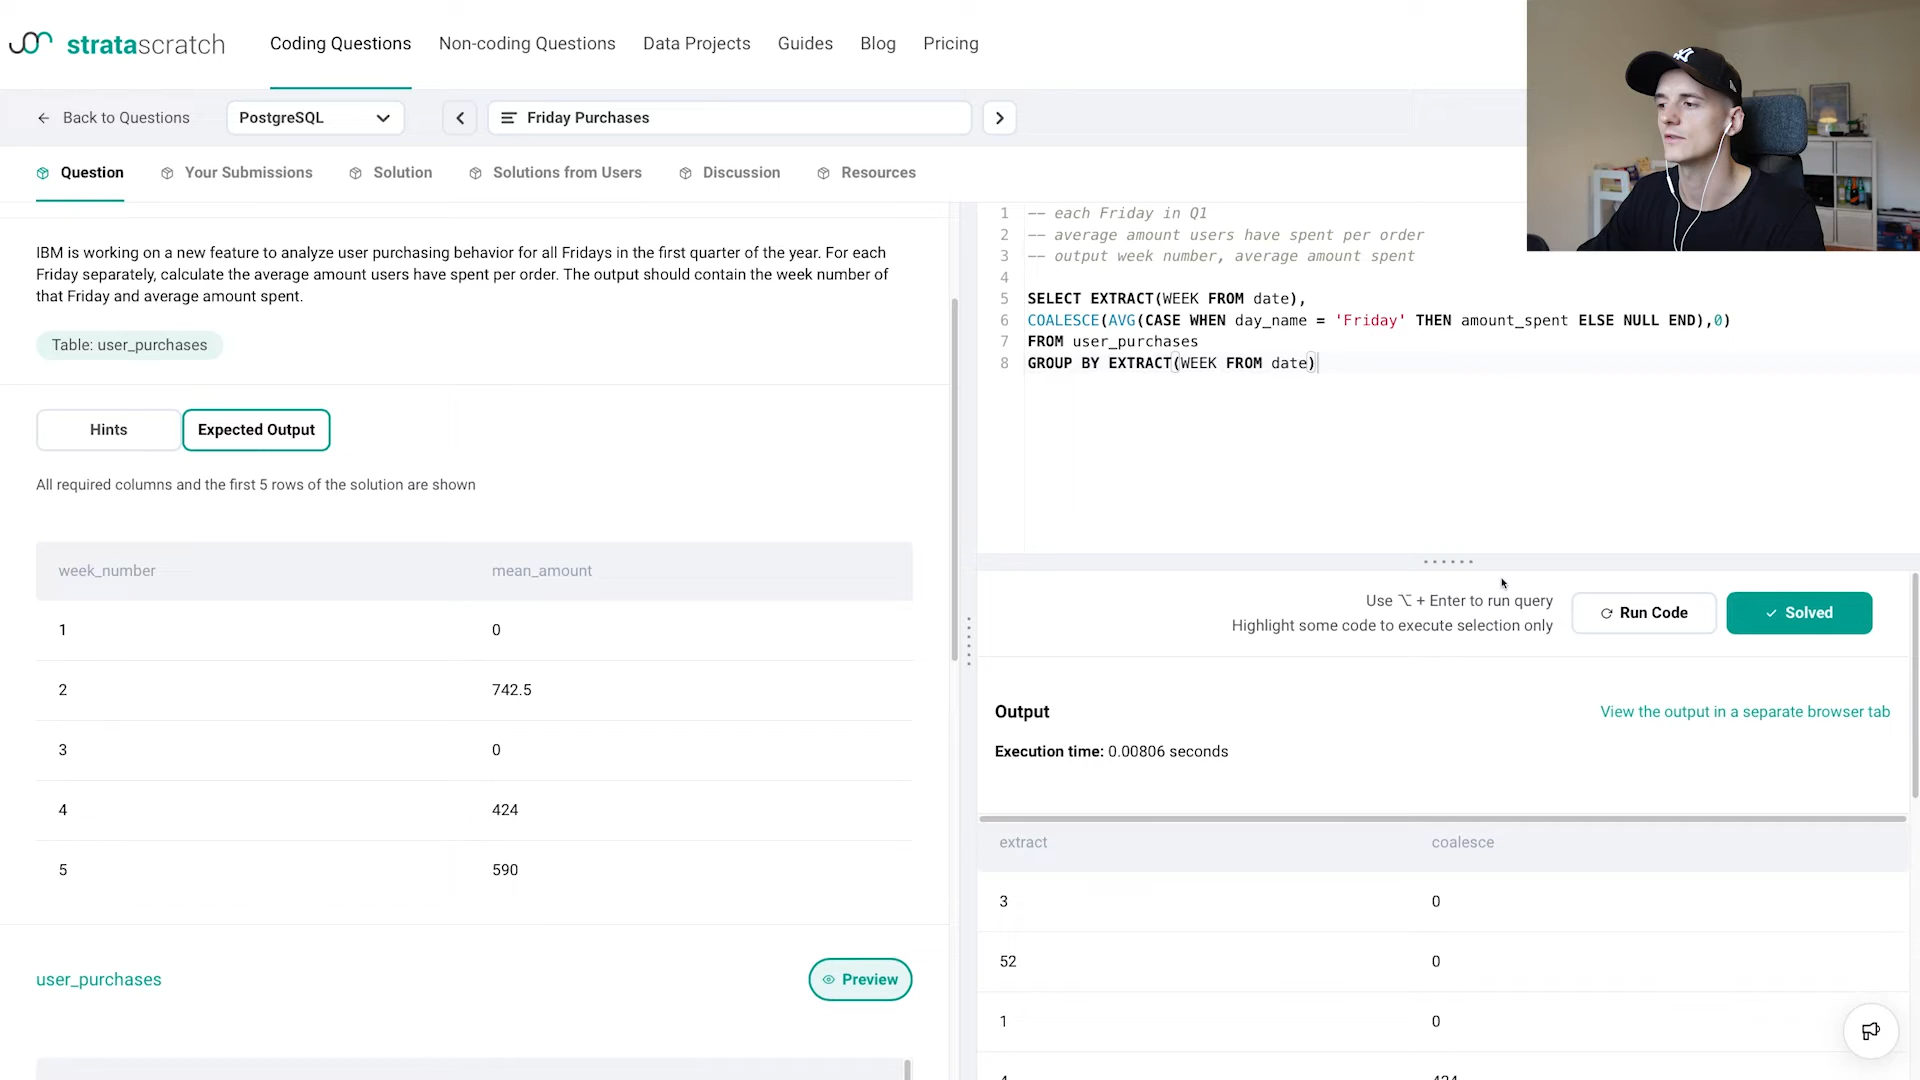 stratascratch
Coding Questions
Non-coding Questions
Data Projects
Guides
Blog
Pricing
Back to Questions
PostgreSQL
Friday Purchases
Question
Your Submissions
Solution
Solutions from Users
Discussion
Resources
IBM is working on a new feature to analyze user purchasing behavior for all Fridays in the first quarter of the year. For each
Friday separately, calculate the average amount users have spent per order. The output should contain the week number of
that Friday and average amount spent.
Table: user_purchases
Hints
Expected Output
All required columns and the first 5 rows of the solution are shown
week_number mean_amount
1 0
2 742.5
3 0
4 424
5 590
user_purchases
Preview
1 -- each Friday in Q1
2 -- average amount users have spent per order
3 -- output week number, average amount spent
4
5 SELECT EXTRACT(WEEK FROM date),
6 COALESCE(AVG(CASE WHEN day_name = 'Friday' THEN amount_spent ELSE NULL END),0)
7 FROM user_purchases
8 GROUP BY EXTRACT(WEEK FROM date)
Use ⌥ + Enter to run query
Highlight some code to execute selection only
Run Code
Solved
Output
View the output in a separate browser tab
Execution time: 0.00806 seconds
extract coalesce
3 0
52 0
1 0
4 424